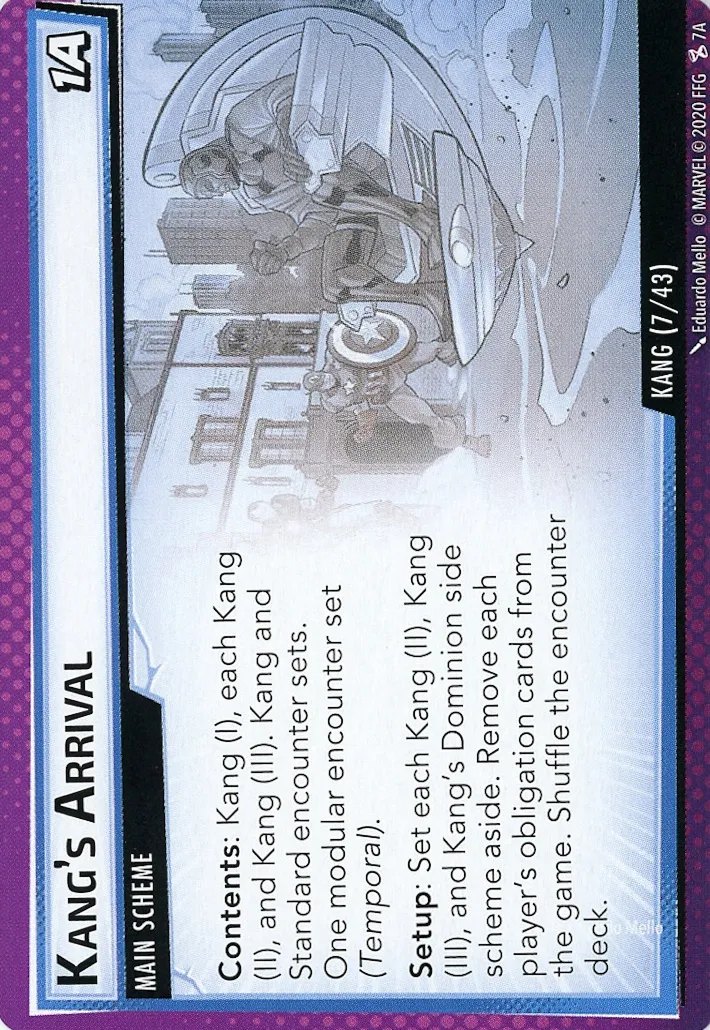 KANG'S ARRIVAL
1A
MAIN SCHEME
Contents: Kang (I), each Kang
(II), and Kang (III). Kang and
Standard encounter sets.
One modular encounter set
(Temporal).
Setup: Set each Kang (II), Kang
(III), and Kang's Dominion side
scheme aside. Remove each
player's obligation cards from
the game. Shuffle the encounter
deck.
Mello
KANG (7/43)
Eduardo Mello © MARVEL © 2020 FFG 7A